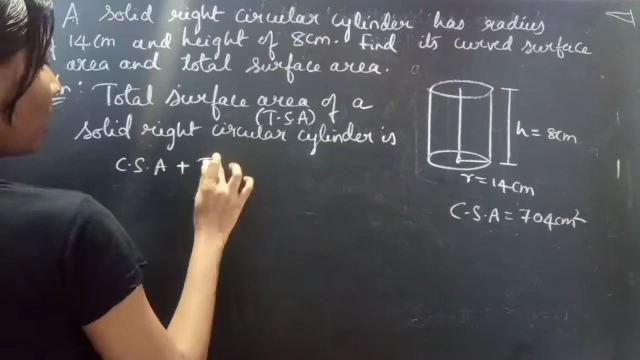 A solid right circular cylinder has radius
14cm and height of 8cm. Find its curved surface
area and total surface area.
Total surface area of a
(T.S.A)
solid right circular cylinder is
C.S.A +
h = 8cm
r = 14cm
C.S.A = 704cm²